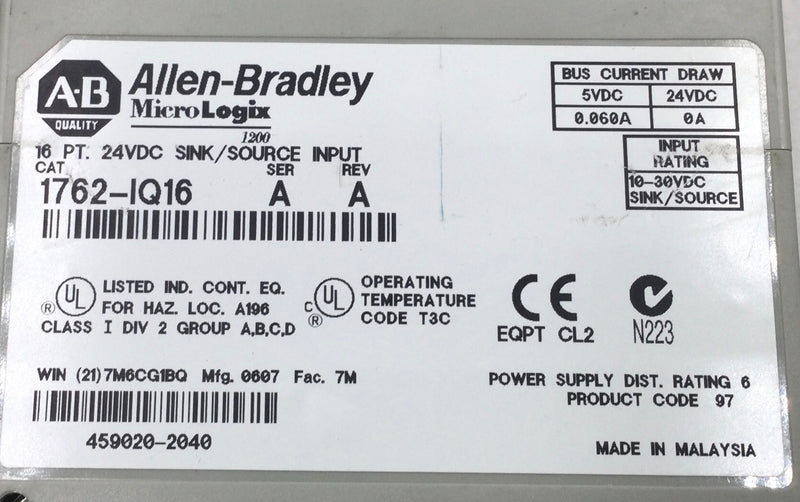 A-B
QUALITY
Allen-Bradley
MicroLogix
1200
16 PT. 24VDC SINK/SOURCE INPUT
CAT SER REV
1762-IQ16 A A
BUS CURRENT DRAW
5VDC 24VDC
0.060A 0A
INPUT
RATING
10-30VDC
SINK/SOURCE
UL LISTED IND. CONT. EQ.
® FOR HAZ. LOC. A196
CLASS I DIV 2 GROUP A,B,C,D
C UL ® OPERATING
TEMPERATURE
CODE T3C
CE
EQPT CL2
N223
WIN (21)7M6CG1BQ Mfg. 0607 Fac. 7M
459020-2040
POWER SUPPLY DIST. RATING 6
PRODUCT CODE 97
MADE IN MALAYSIA